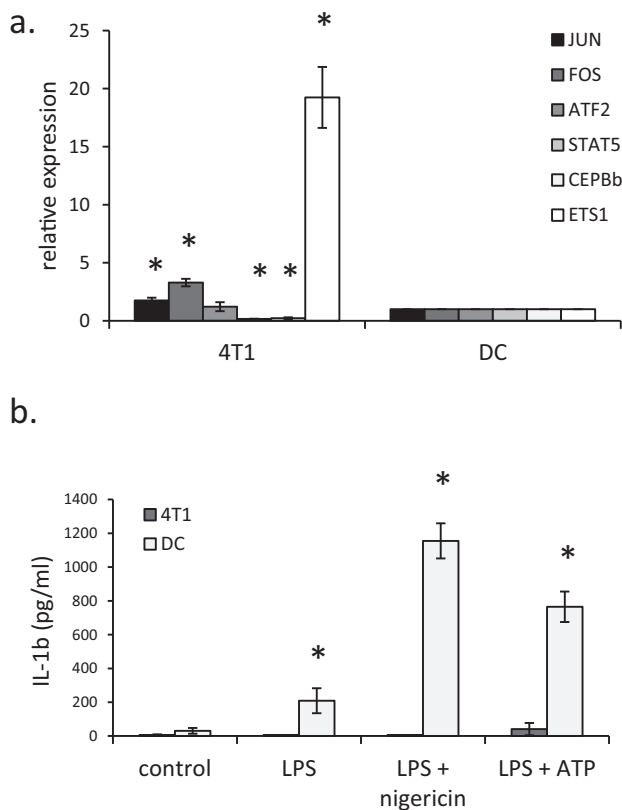 a.
*
25
20
15
10
5
0
relative expression
* * * *
JUN
FOS
ATF2
STAT5
CEPBb
ETS1
4T1 DC
b.
1400
1200
1000
800
600
400
200
0
IL-1b (pg/ml)
4T1
DC
* * *
control LPS LPS + nigericin LPS + ATP